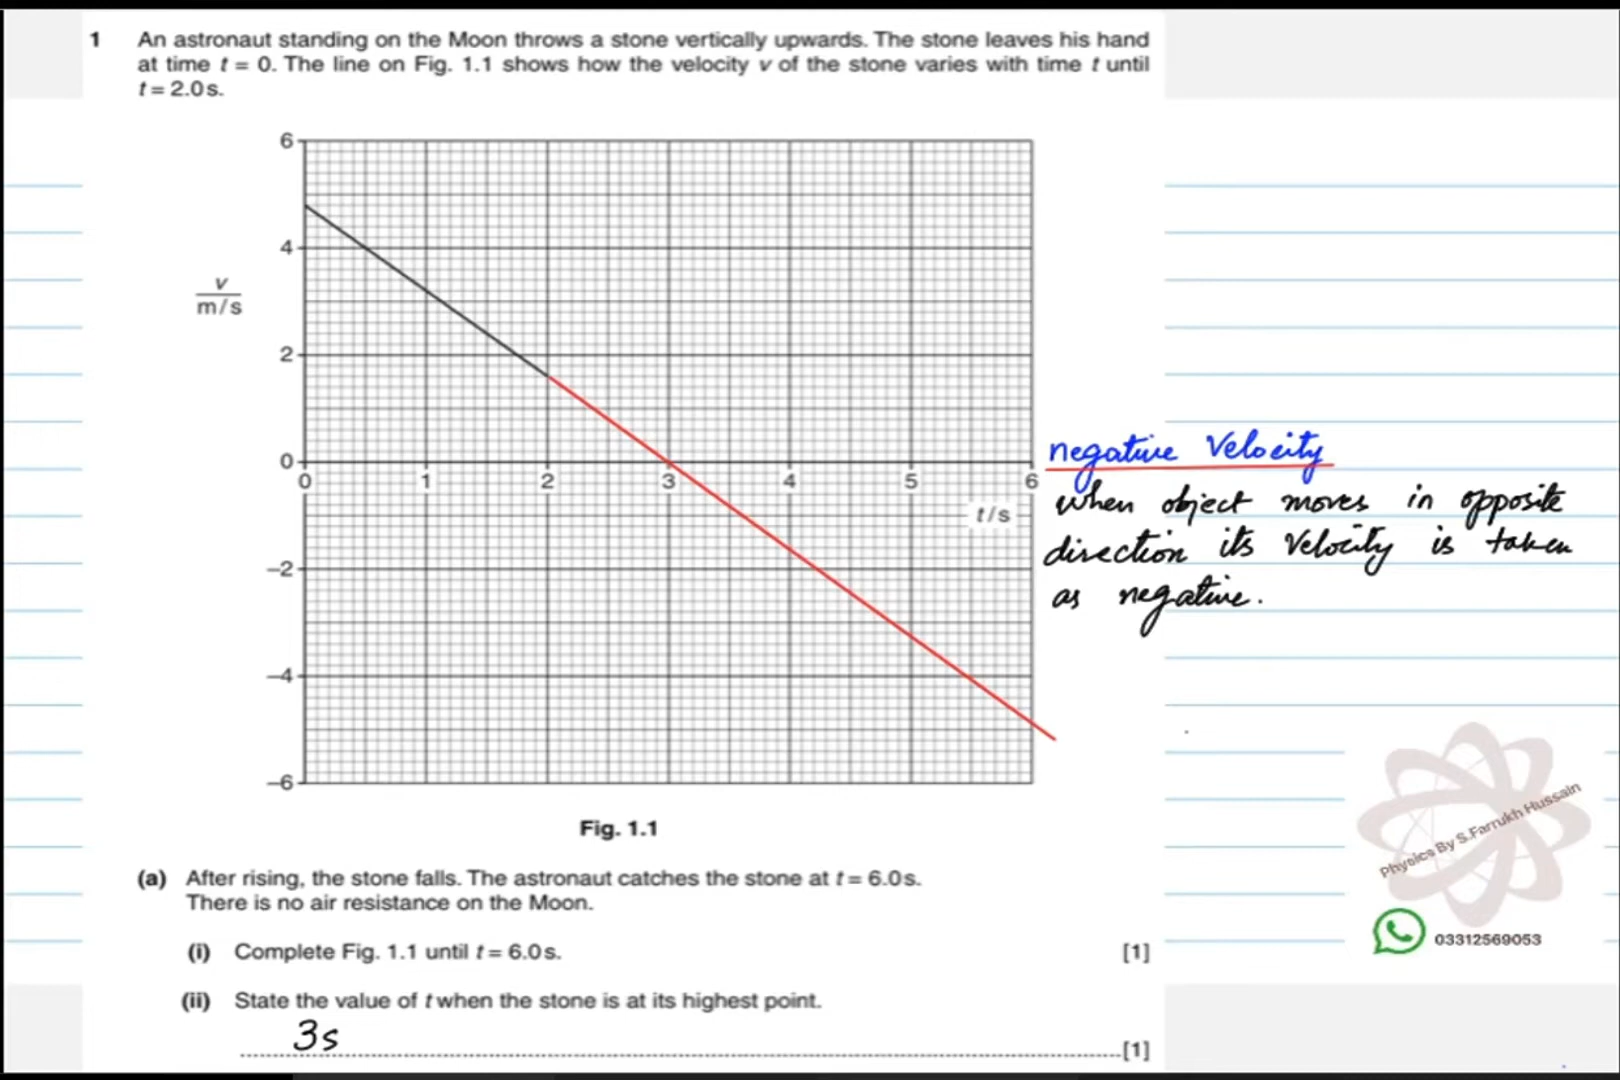 1 An astronaut standing on the Moon throws a stone vertically upwards. The stone leaves his hand
at time t = 0. The line on Fig. 1.1 shows how the velocity v of the stone varies with time t until
t = 2.0 s.
6
4
v
m/s
2
0
0 1 2 3 4 5 6
t/s
–2
–4
–6
negative Velocity
when object moves in opposite
direction its Velocity is taken
as negative.
Fig. 1.1
Physics By S.Farrukh Hussain
03312569053
(a) After rising, the stone falls. The astronaut catches the stone at t = 6.0 s.
There is no air resistance on the Moon.
(i) Complete Fig. 1.1 until t = 6.0 s. [1]
(ii) State the value of t when the stone is at its highest point.
3s
[1]